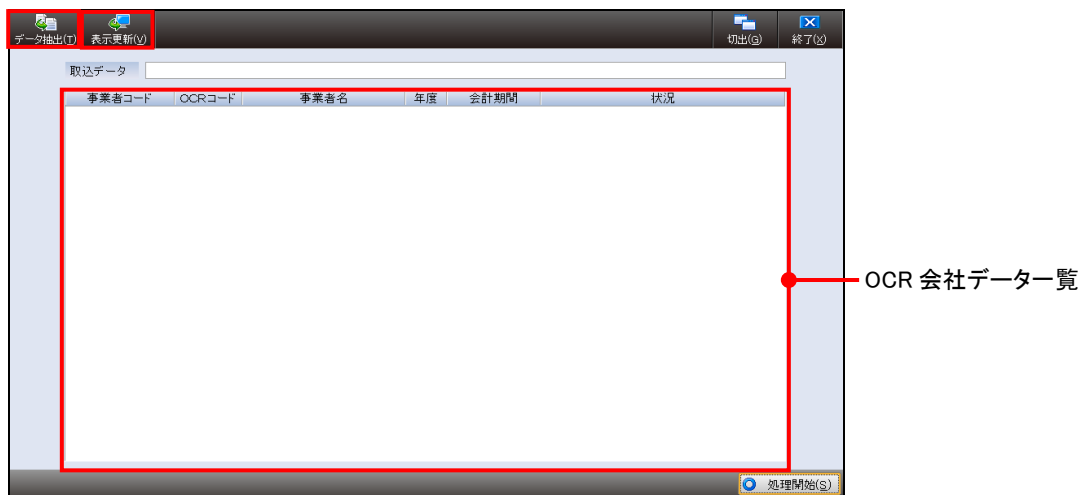 データ抽出(T) 表示更新(V) 切出(G) 終了(X)
取込データ
事業者コード OCRコード 事業者名 年度 会計期間 状況
OCR 会社データ一覧
処理開始(S)